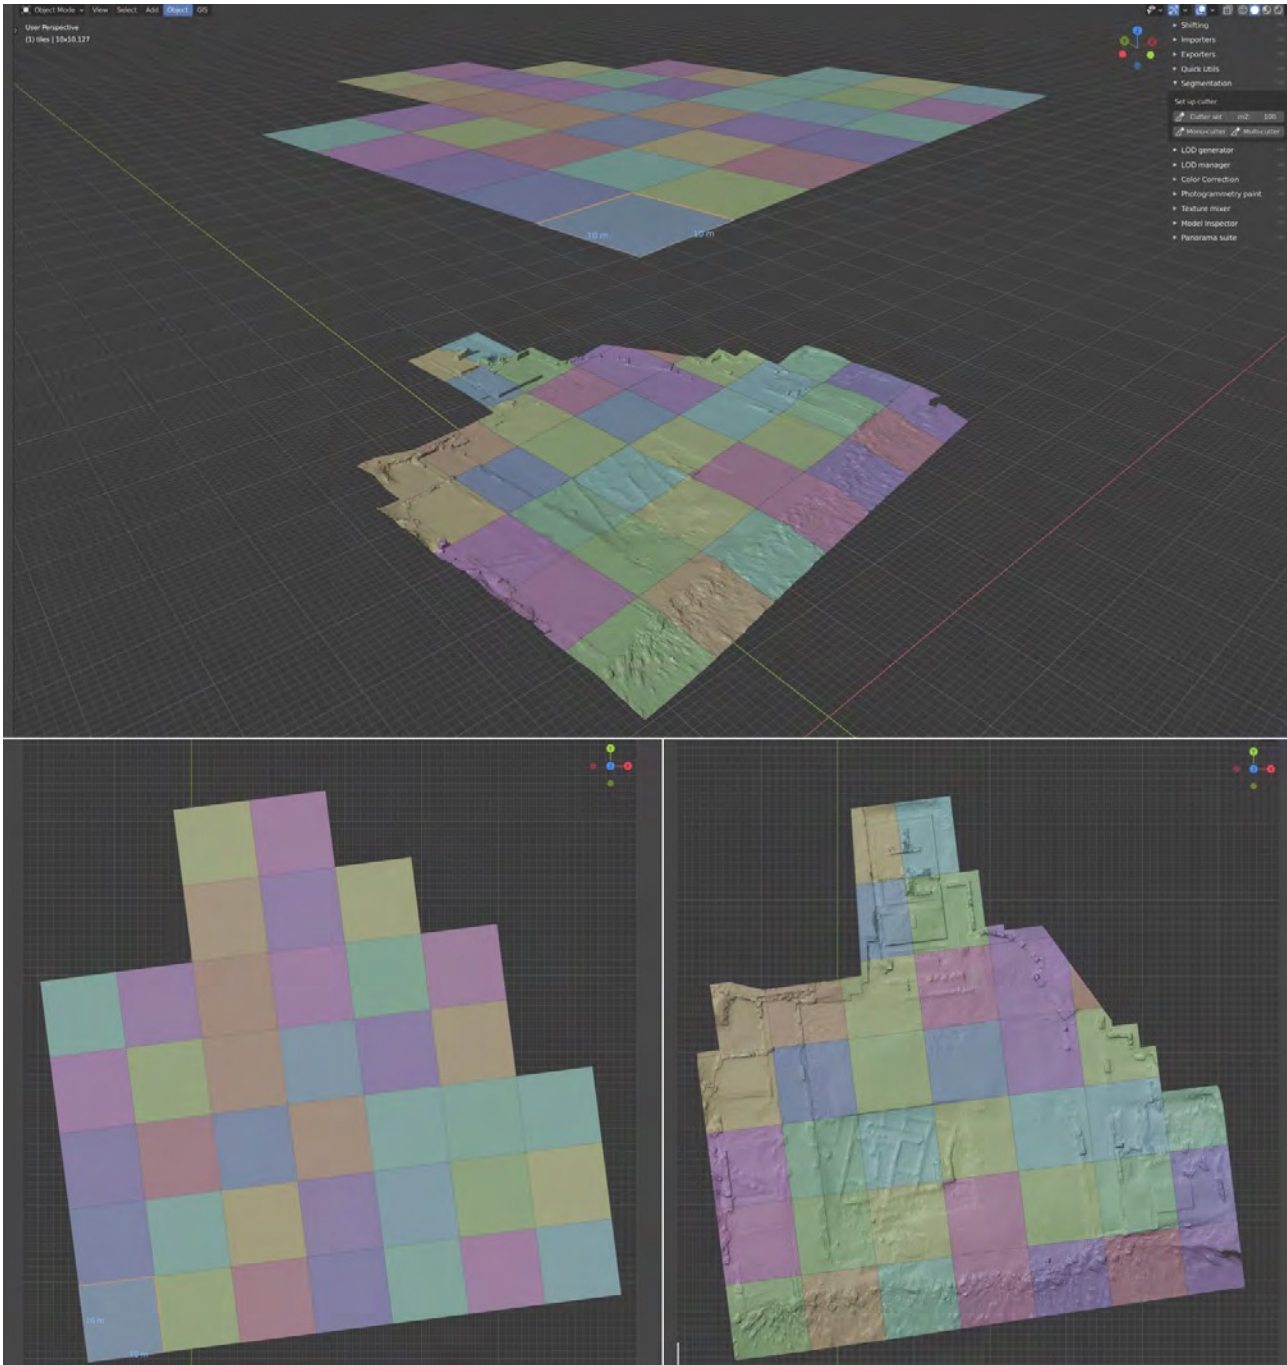 Object Mode View Select Add Object GIS
User Perspective
(1) tiles | 10x10.127
Shifting
Importers
Exporters
Quick Utils
Segmentation
Set up cutter
Cutter set m2: 100
Mono-cutter Multi-cutter
LOD generator
LOD manager
Color Correction
Photogrammetry paint
Texture mixer
Model Inspector
Panorama suite
10 m 10 m
10 m
10 m